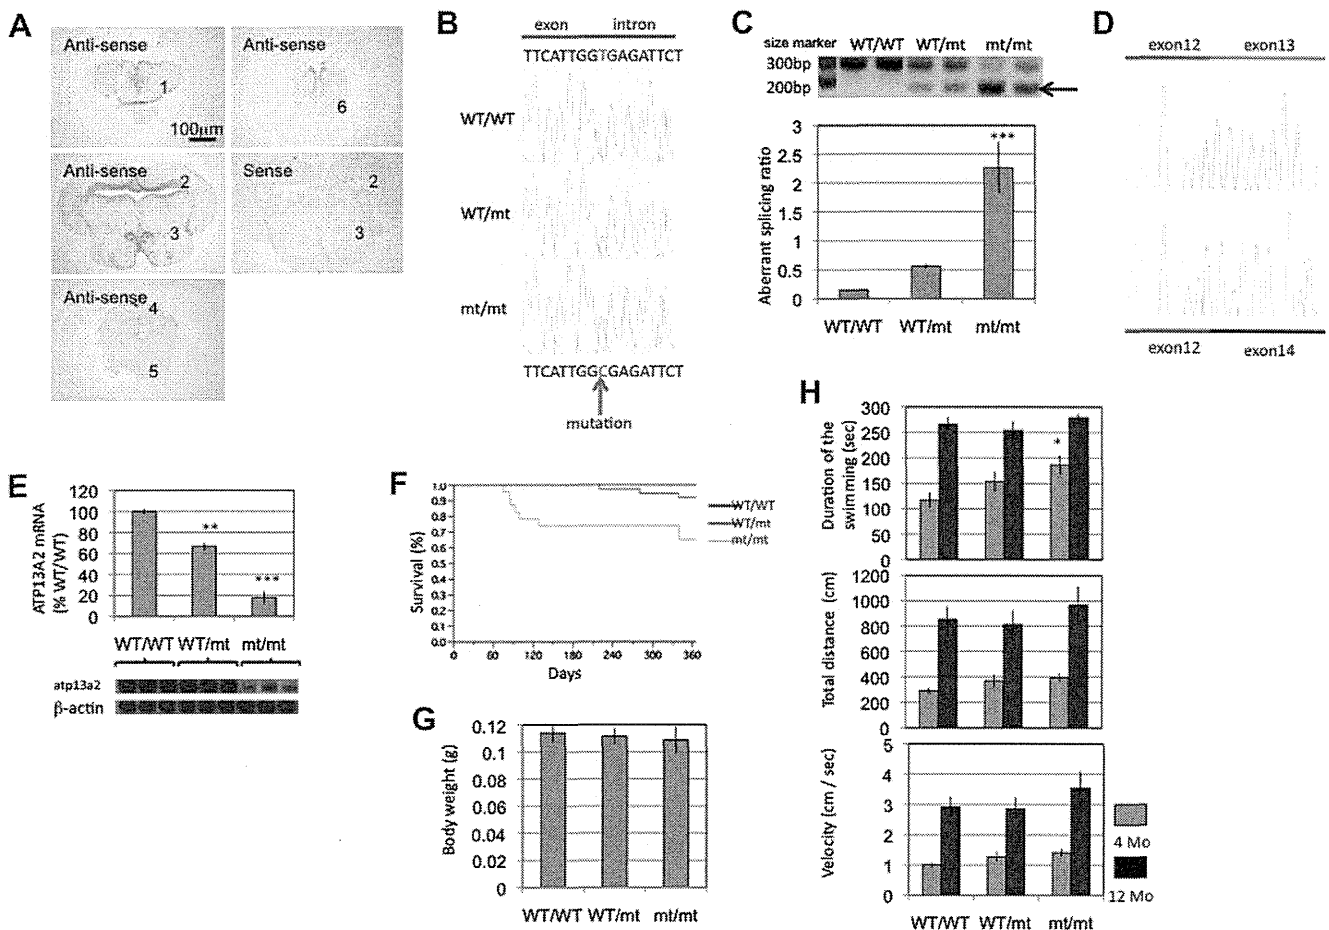 A
Anti-sense
1
100μm
Anti-sense
6
Anti-sense
2
3
Sense
2
3
Anti-sense
4
5
B
exon
intron
TTCATTGGTGAGATTCT
WT/WT
WT/mt
mt/mt
TTCATTGGCGAGATTCT
mutation
C
size marker
WT/WT
WT/mt
mt/mt
300bp
200bp
Aberrant splicing ratio
3
2.5
2
1.5
1
0.5
0
***
WT/WT
WT/mt
mt/mt
D
exon12
exon13
exon12
exon14
E
ATP13A2 mRNA
(% WT/WT)
120
100
80
60
40
20
0
**
***
WT/WT
WT/mt
mt/mt
atp13a2
β-actin
F
Survival (%)
1.0
0.9
0.8
0.7
0.6
0.5
0.4
0.3
0.2
0.1
0.0
0
60
120
180
240
300
360
Days
WT/WT
WT/mt
mt/mt
G
Body weight (g)
0.12
0.1
0.08
0.06
0.04
0.02
0
WT/WT
WT/mt
mt/mt
H
Duration of the
swimming (sec)
300
250
200
150
100
50
0
*
Total distance (cm)
1200
1000
800
600
400
200
0
Velocity (cm / sec)
5
4
3
2
1
0
WT/WT
WT/mt
mt/mt
4 Mo
12 Mo